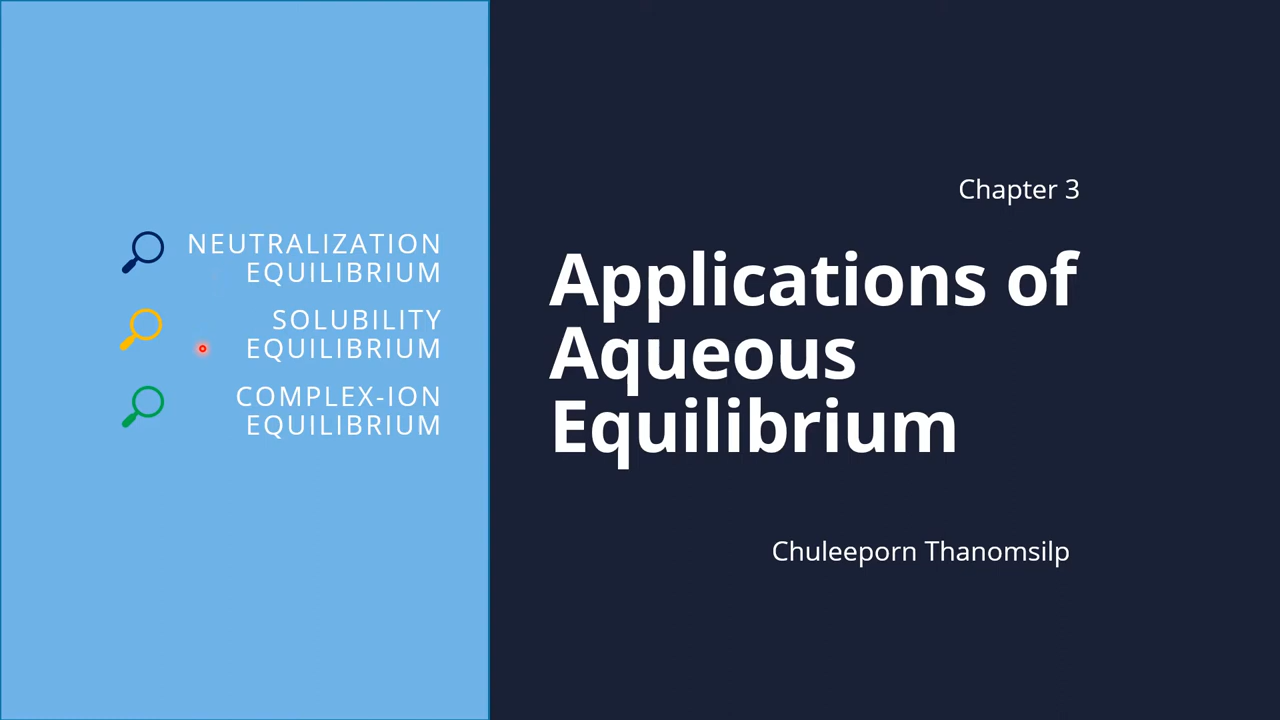 NEUTRALIZATION
EQUILIBRIUM
SOLUBILITY
EQUILIBRIUM
COMPLEX-ION
EQUILIBRIUM
Chapter 3
Applications of
Aqueous
Equilibrium
Chuleeporn Thanomsilp